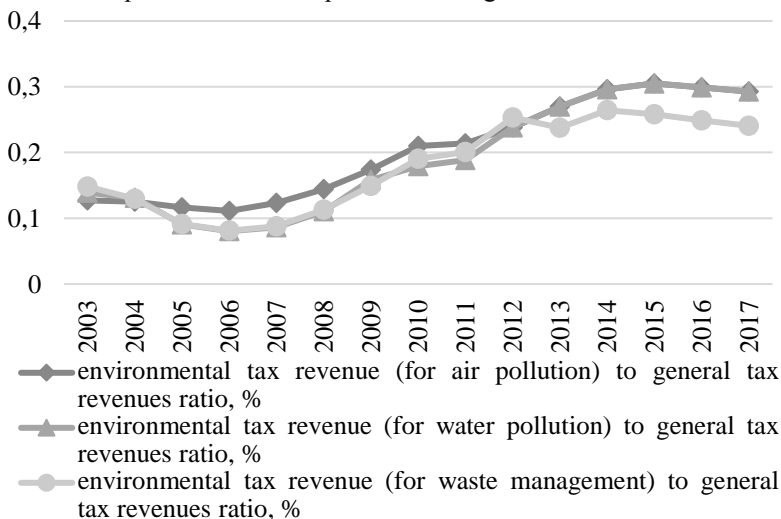 0,4
0,3
0,2
0,1
0
2003 2004 2005 2006 2007 2008 2009 2010 2011 2012 2013 2014 2015 2016 2017
environmental tax revenue (for air pollution) to general tax
revenues ratio, %
environmental tax revenue (for water pollution) to general tax
revenues ratio, %
environmental tax revenue (for waste management) to general
tax revenues ratio, %